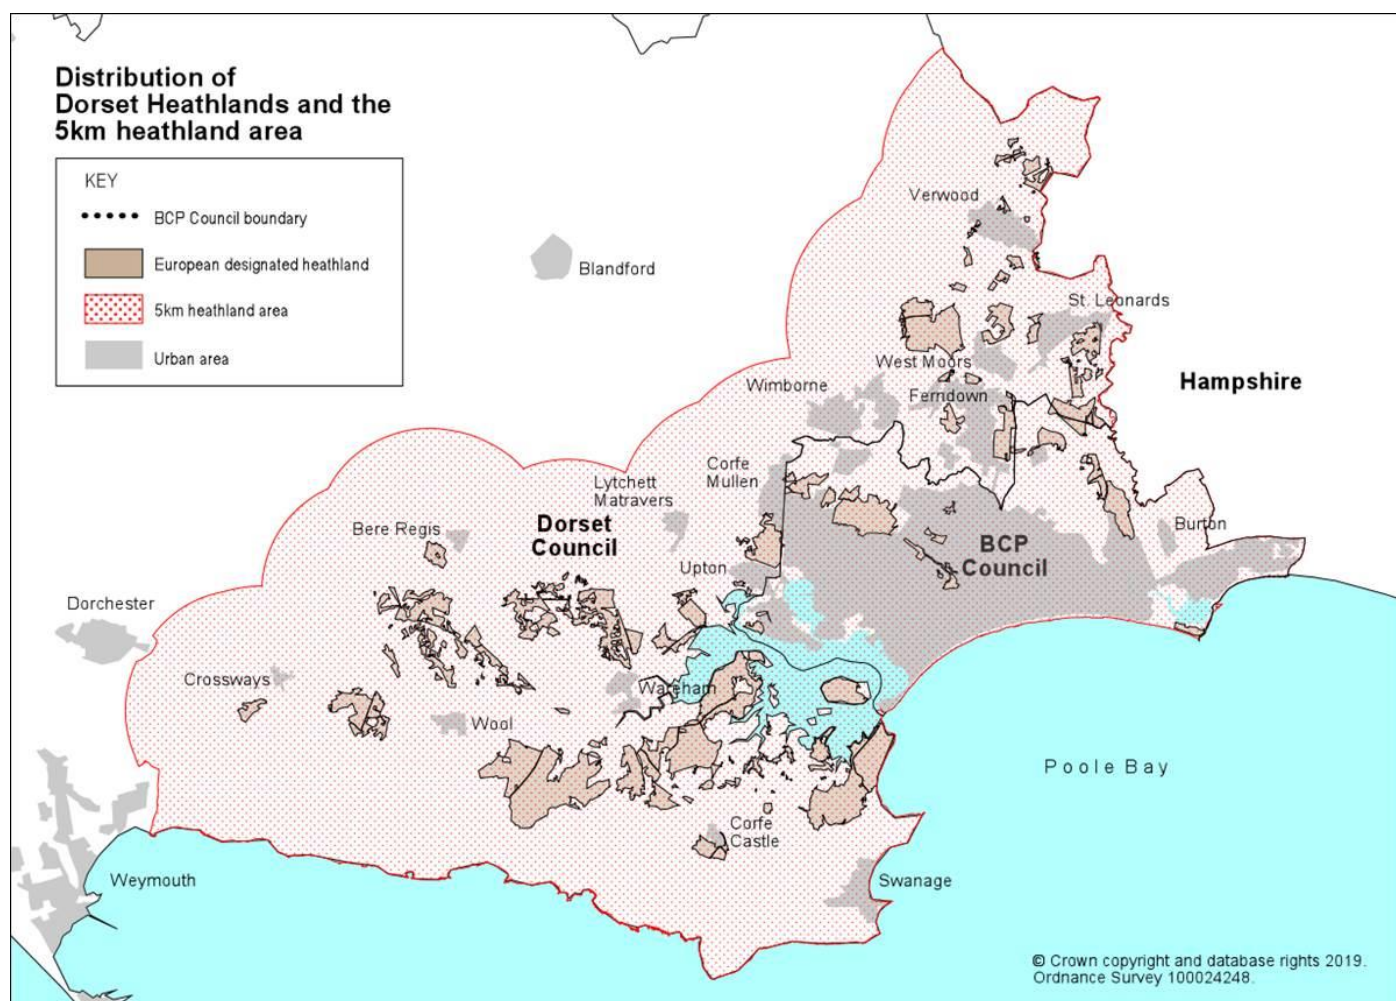 Distribution of
Dorset Heathlands and the
5km heathland area
KEY
BCP Council boundary
European designated heathland
5km heathland area
Urban area
Verwood
Blandford
St. Leonards
West Moors
Wimborne
Ferndown
Hampshire
Corfe
Mullen
Lytchett
Matravers
Bere Regis
Dorset
Council
Burton
BCP
Council
Upton
Dorchester
Crossways
Wareham
Wool
Poole Bay
Corfe
Castle
Weymouth
Swanage
© Crown copyright and database rights 2019.
Ordnance Survey 100024248.